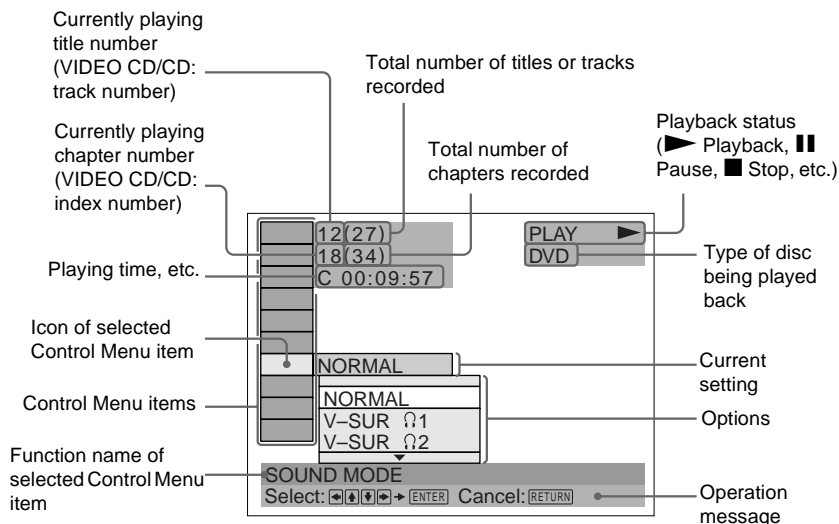 Currently playing
title number
(VIDEO CD/CD:
track number)
Total number of titles or tracks
recorded
Currently playing
chapter number
(VIDEO CD/CD:
index number)
Total number of
chapters recorded
Playback status
(▶ Playback, ❚❚
Pause, ■ Stop, etc.)
12(27)
18(34)
C 00:09:57
PLAY ▶
DVD
Type of disc
being played
back
Playing time, etc.
Icon of selected
Control Menu item
NORMAL
Current
setting
Control Menu items
NORMAL
V–SUR 🎧1
V–SUR 🎧2
Options
Function name of
selected Control Menu
item
SOUND MODE
Select: ←↑↓→ → ENTER Cancel: RETURN
Operation
message